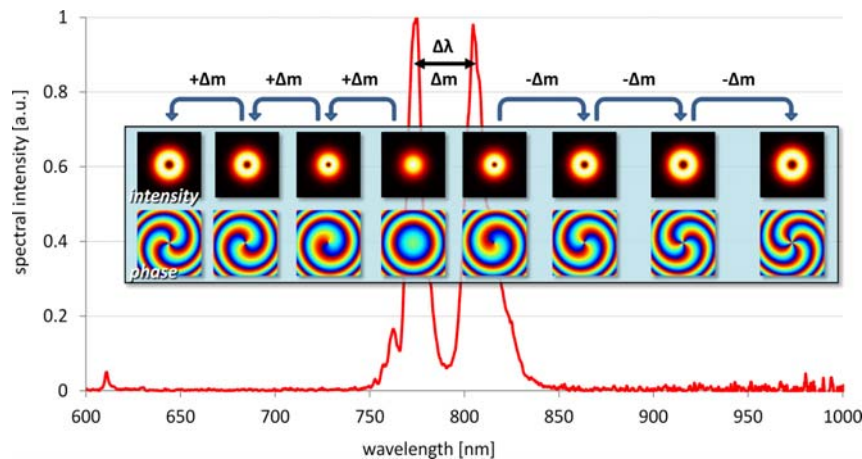 1
Δλ
+Δm +Δm +Δm Δm -Δm -Δm -Δm
0.8
0.6
intensity
spectral intensity [a.u.]
0.4
phase
0.2
0
600 650 700 750 800 850 900 950 1000
wavelength [nm]